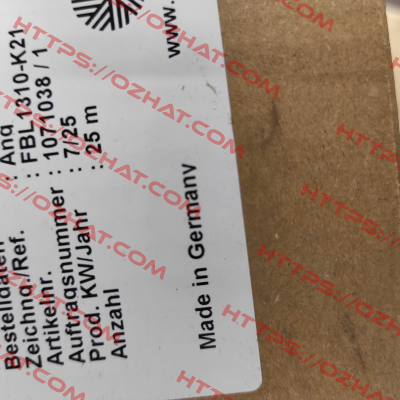 www.
Bestelldaten : Ang
Zeichng./Ref. : FBL1310-K21
Artikelnr. : 1071038 / 1
Auftragsnummer : 7/25
Prod. KW/Jahr : 25 m
Anzahl
Made in Germany
HTTPS://OZHAT.COM
HTTPS://OZHAT.COM
HTTPS://OZHAT.COM
HTTPS://OZHAT.COM
HTTPS://OZHAT.COM
HTTPS://OZHAT.COM